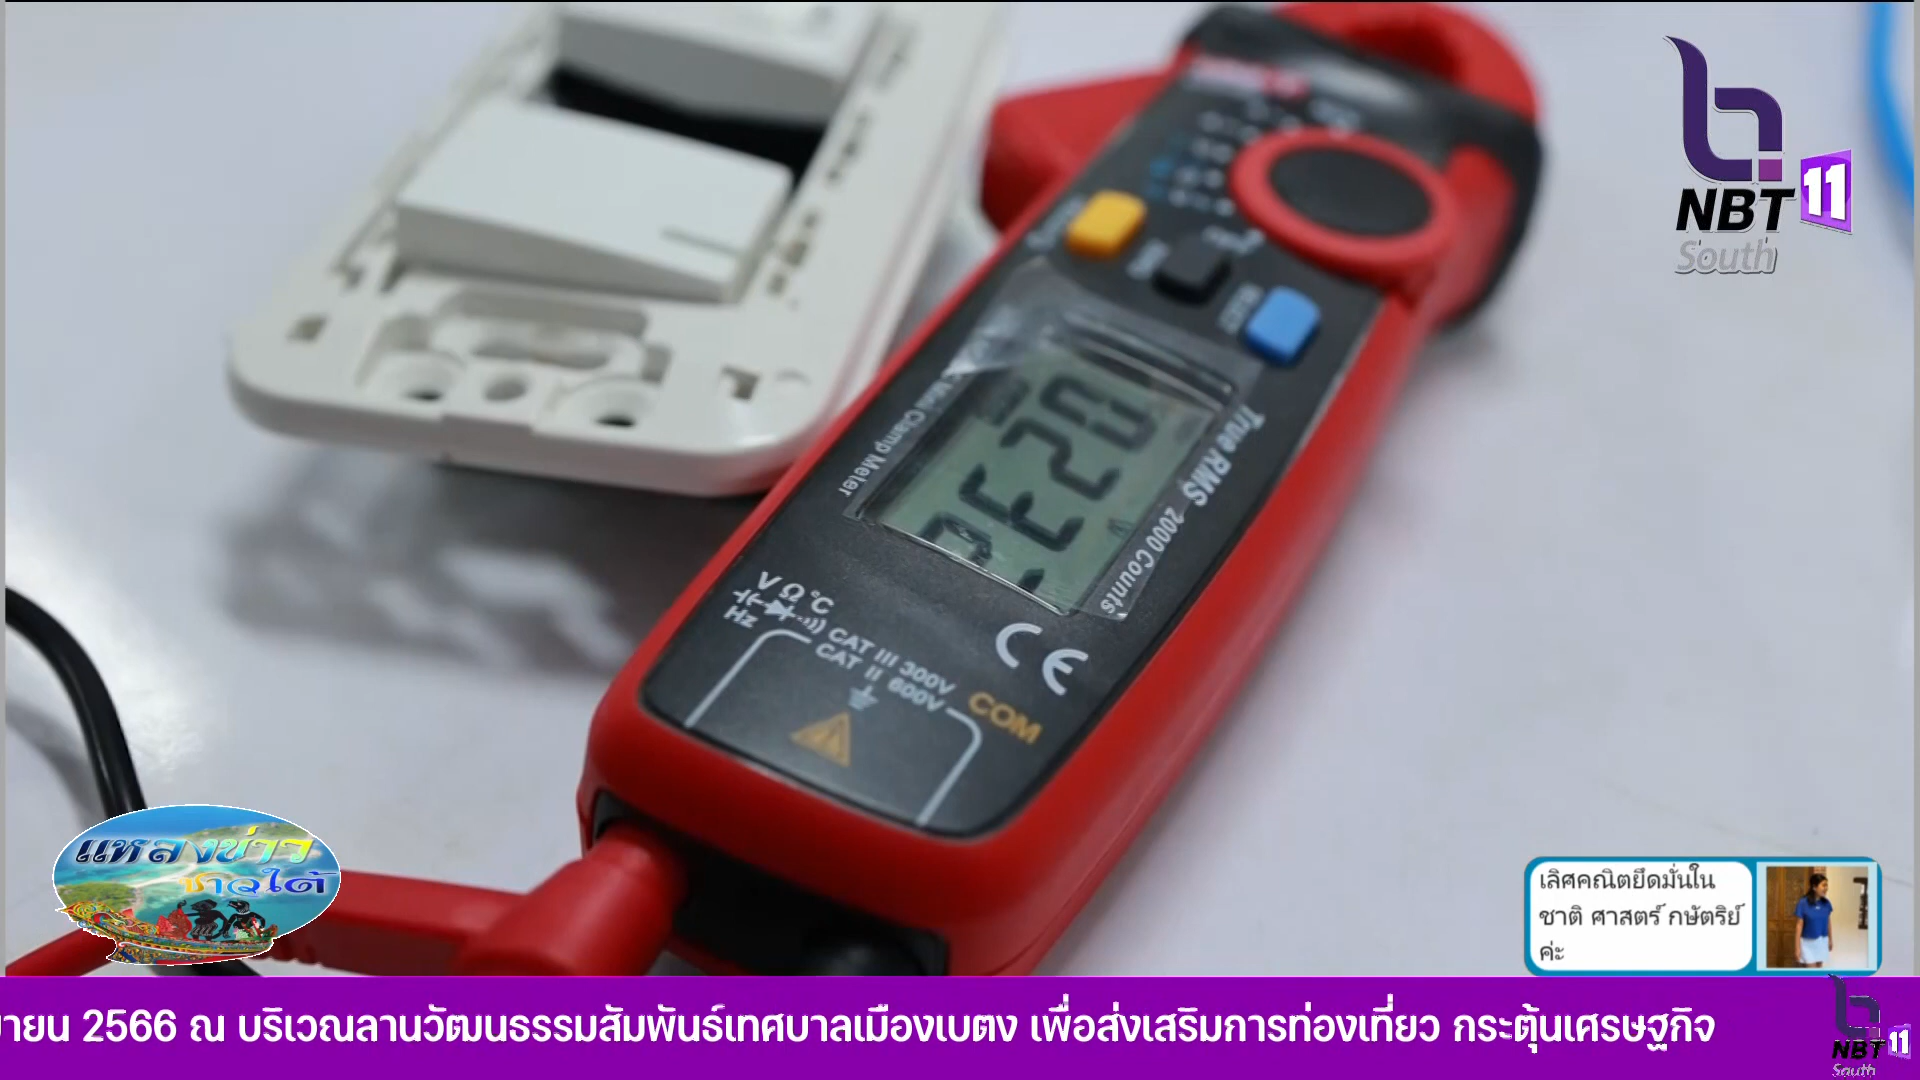 NBT 11
South
True RMS 2000 Counts
Mini Clamp Meter
V Ω °C
Hz
CAT III 300V
CAT II 600V
CE
COM
แหลงข่าว
ชาวใต้
เลิศคณิตยึดมั่นใน
ชาติ ศาสตร์ กษัตริย์
ค่ะ
ายน 2566 ณ บริเวณลานวัฒนธรรมสัมพันธ์เทศบาลเมืองเบตง เพื่อส่งเสริมการท่องเที่ยว กระตุ้นเศรษฐกิจ
NBT 11
South